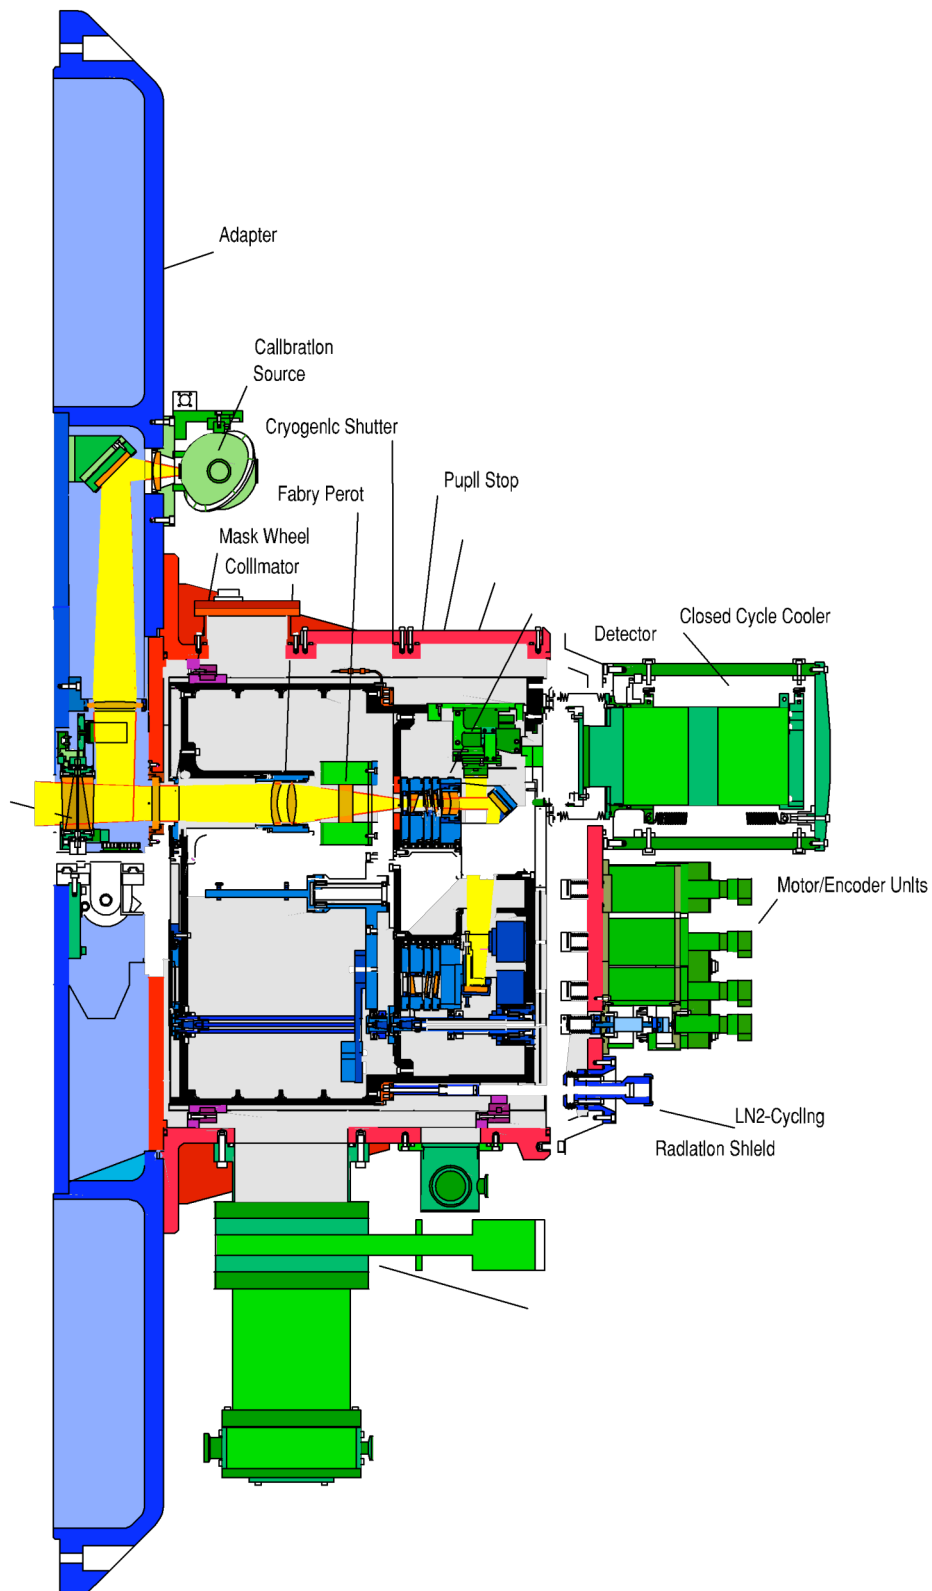 Adapter
Calibration
Source
Cryogenic Shutter
Pupil Stop
Fabry Perot
Mask Wheel
Collimator
Closed Cycle Cooler
Detector
Motor/Encoder Units
LN2-Cycling
Radiation Shield